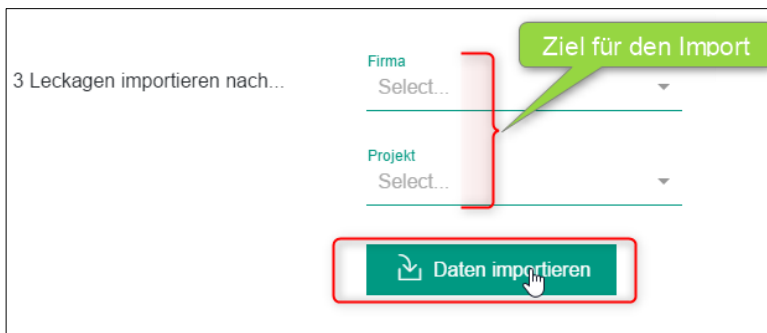 Ziel für den Import
Firma
3 Leckagen importieren nach...
Select...
Projekt
Select...
Daten importieren